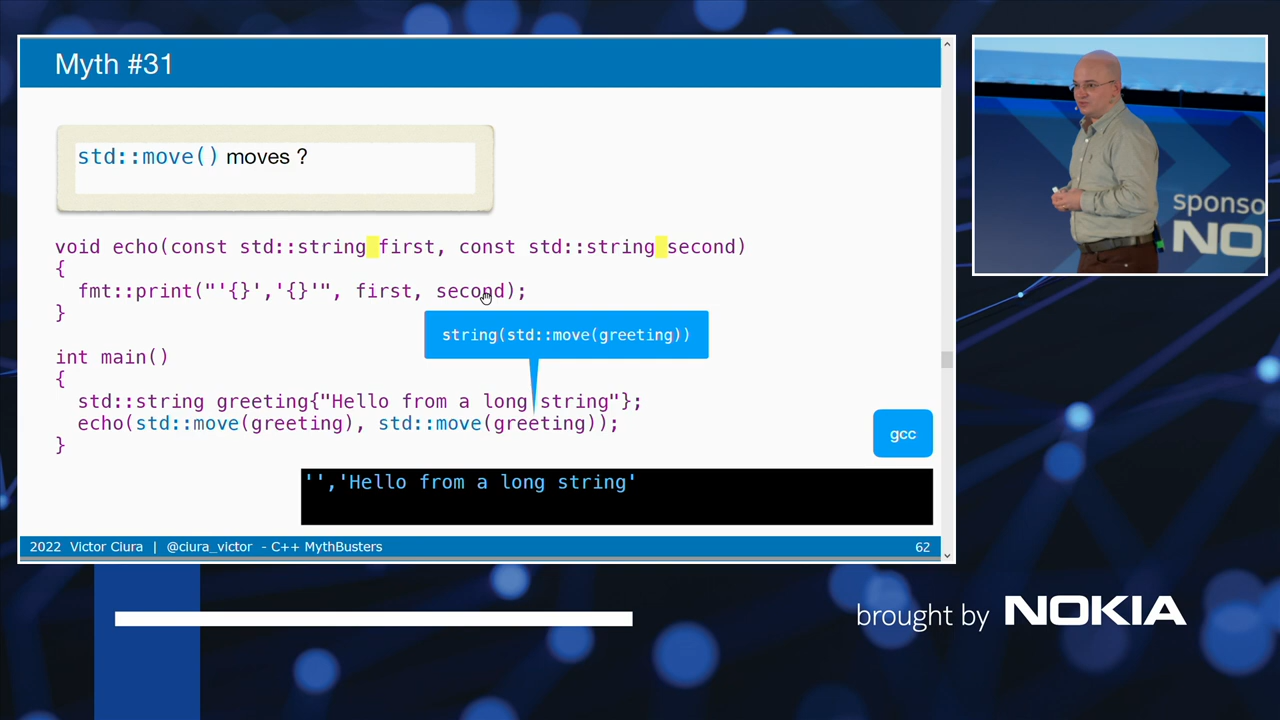 Myth #31
std::move() moves ?
void echo(const std::string first, const std::string second)
{
fmt::print("'{}','{}'", first, second);
}
string(std::move(greeting))
int main()
{
std::string greeting{"Hello from a long string"};
echo(std::move(greeting), std::move(greeting));
}
gcc
'','Hello from a long string'
2022 Victor Ciura | @ciura_victor - C++ MythBusters
62
sponso
NO
brought by NOKIA